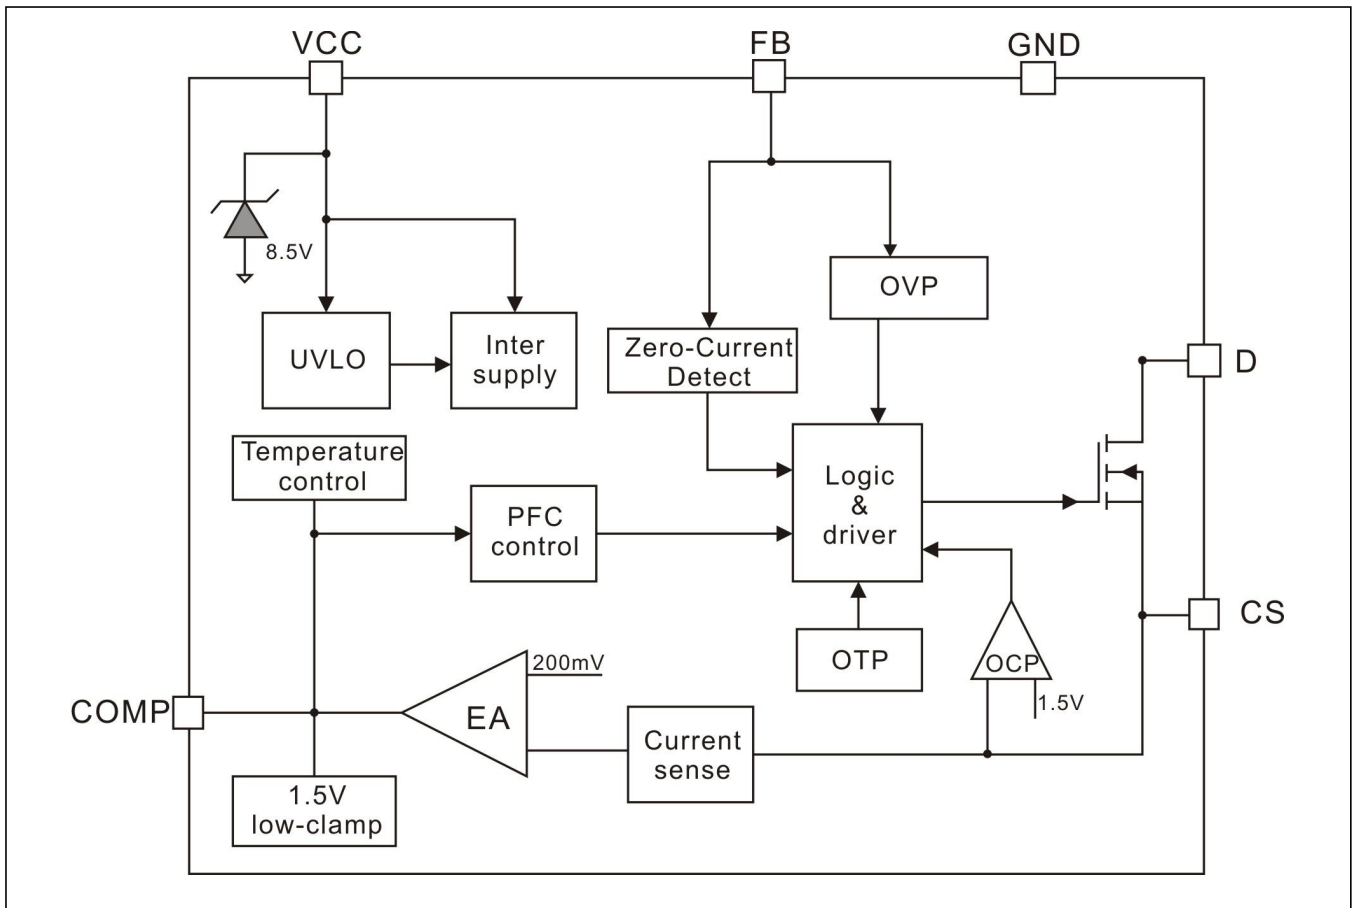 VCC
FB
GND
8.5V
OVP
UVLO
Inter
supply
Zero-Current
Detect
D
Temperature
control
PFC
control
Logic
&
driver
CS
OTP
OCP
1.5V
COMP
EA
200mV
Current
sense
1.5V
low-clamp